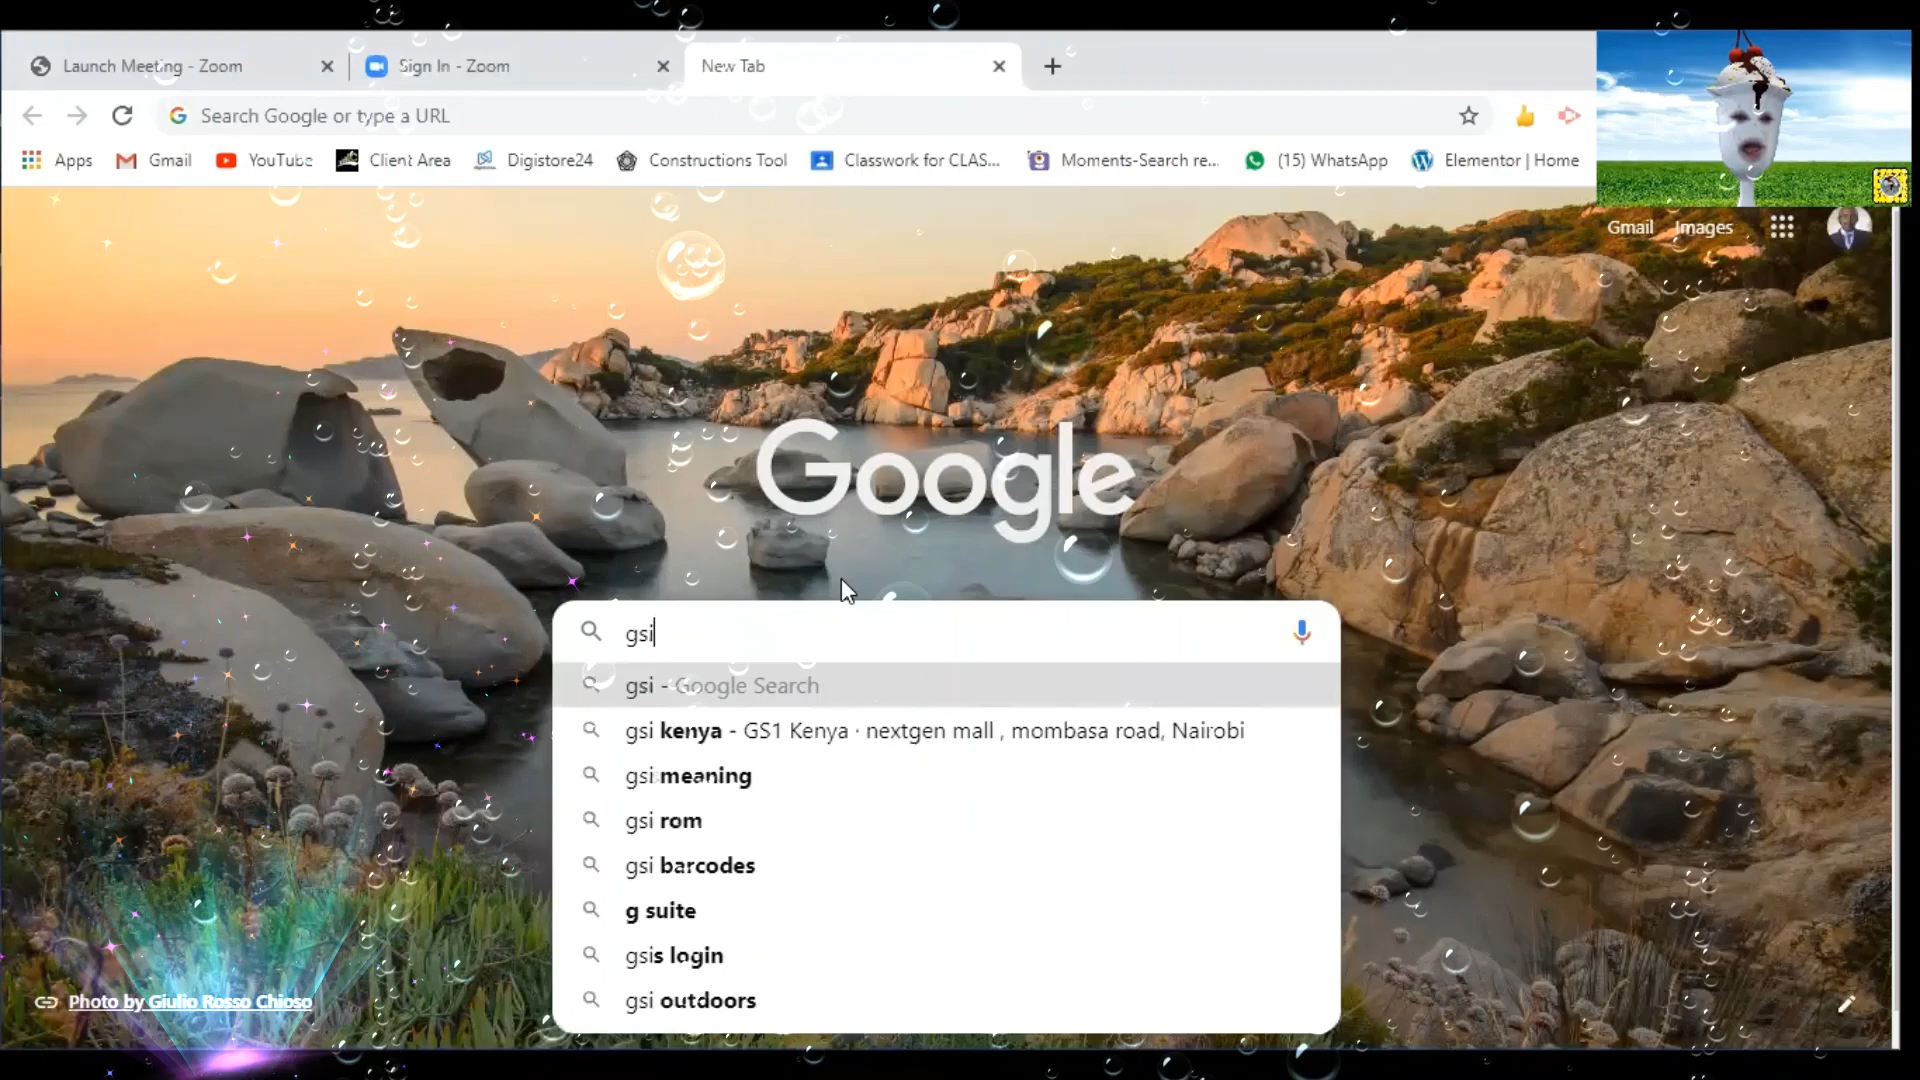 Launch Meeting - Zoom
Sign In - Zoom
New Tab
Search Google or type a URL
Apps
Gmail
YouTube
Client Area
Digistore24
Constructions Tool
Classwork for CLAS...
Moments-Search re...
(15) WhatsApp
Elementor | Home
Gmail Images
Google
gsi
gsi - Google Search
gsi kenya - GS1 Kenya · nextgen mall , mombasa road, Nairobi
gsi meaning
gsi rom
gsi barcodes
g suite
gsis login
gsi outdoors
Photo by Giulio Rosso Chioso